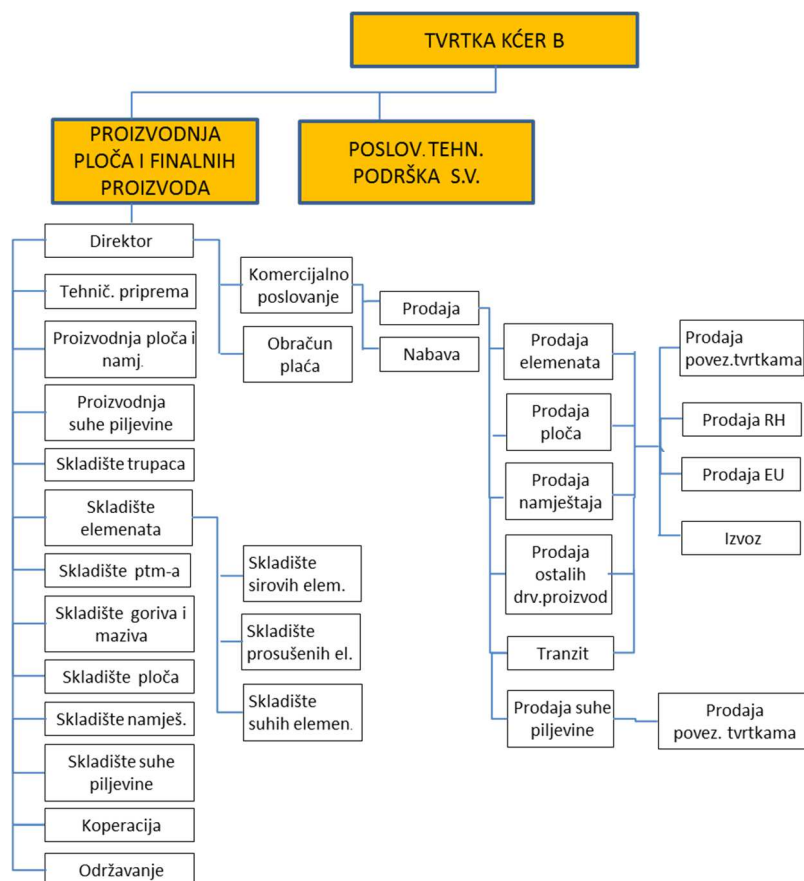 TVRTKA KĆER B
PROIZVODNJA
PLOČA I FINALNIH
PROIZVODA
POSLOV. TEHN.
PODRŠKA S.V.
Direktor
Tehnič. priprema
Proizvodnja ploča i
namj.
Proizvodnja
suhe piljevine
Skladište trupaca
Skladište
elemenata
Skladište ptm-a
Skladište goriva i
maziva
Skladište ploča
Skladište namješ.
Skladište suhe
piljevine
Koperacija
Održavanje
Komercijalno
poslovanje
Obračun
plaća
Skladište
sirovih elem.
Skladište
prosušenih el.
Skladište
suhih elemen.
Prodaja
Nabava
Prodaja
elemenata
Prodaja
ploča
Prodaja
namještaja
Prodaja
ostalih
drv.proizvod
Tranzit
Prodaja suhe
piljevine
Prodaja
povez.tvrtkama
Prodaja RH
Prodaja EU
Izvoz
Prodaja
povez. tvrtkama